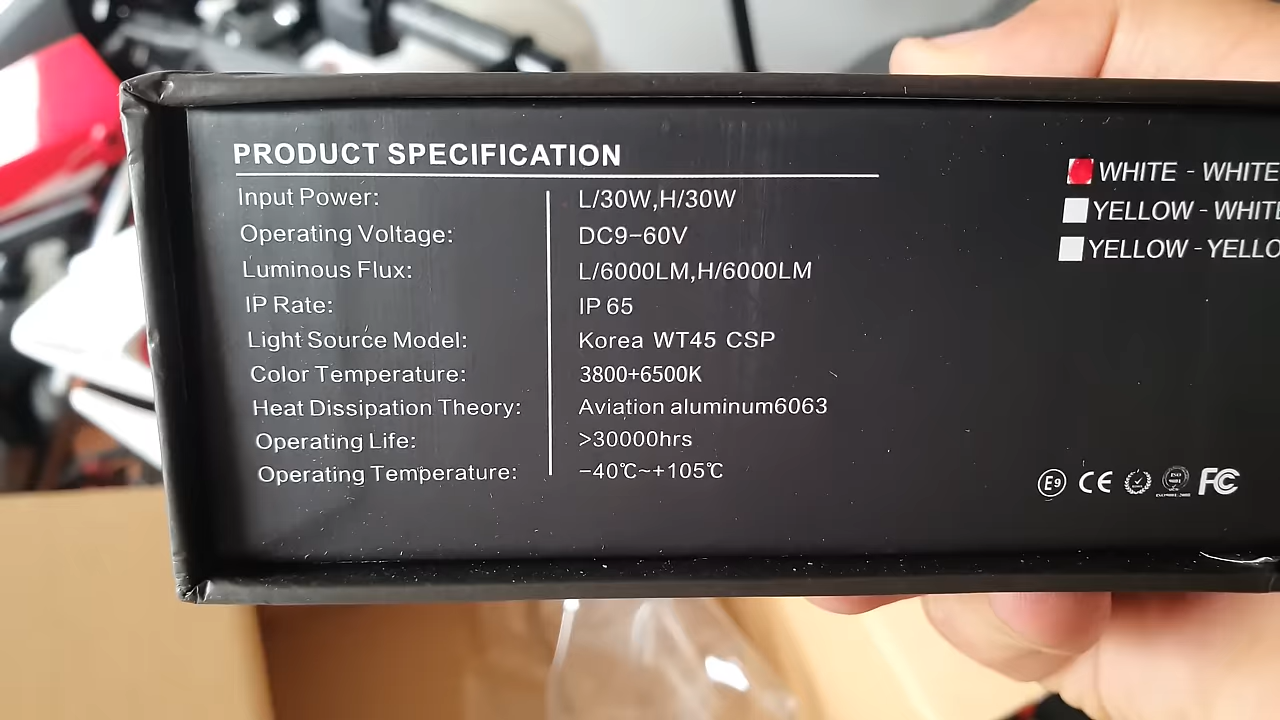 PRODUCT SPECIFICATION
Input Power: L/30W,H/30W
Operating Voltage: DC9-60V
Luminous Flux: L/6000LM,H/6000LM
IP Rate: IP 65
Light Source Model: Korea WT45 CSP
Color Temperature: 3800+6500K
Heat Dissipation Theory: Aviation aluminum6063
Operating Life: >30000hrs
Operating Temperature: -40℃~+105℃
WHITE - WHITE
YELLOW - WHITE
YELLOW - YELLO
E9 CE ISO FC